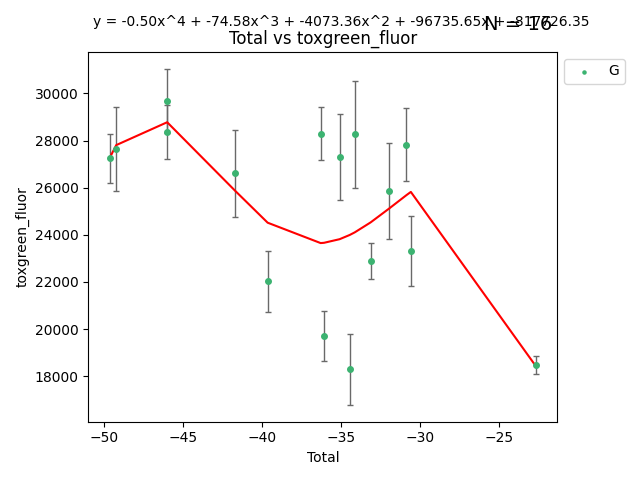 y = -0.50x^4 + -74.58x^3 + -4073.36x^2 + -96735.65x + -817726.35
N = 16
Total vs toxgreen_fluor
G
30000
28000
26000
24000
22000
20000
18000
toxgreen_fluor
−50 −45 −40 −35 −30 −25
Total